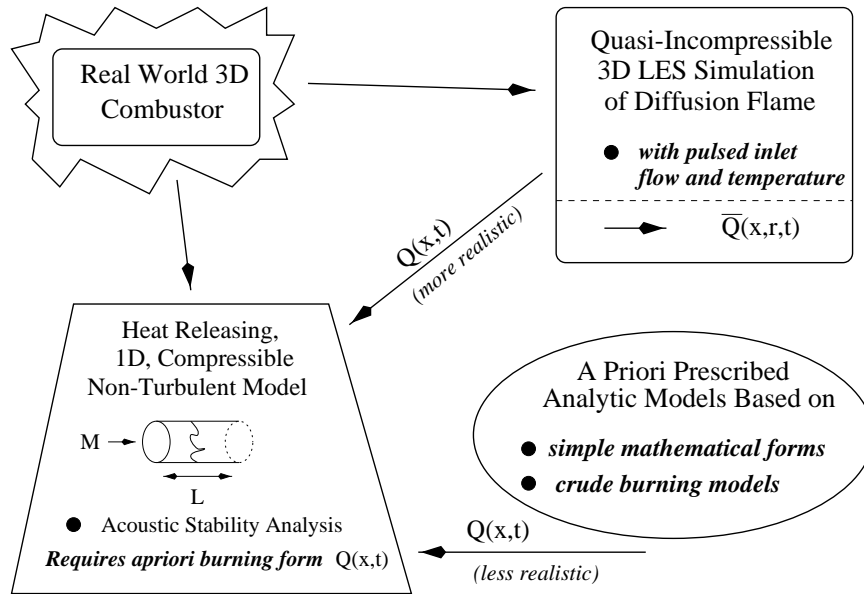 Real World 3D
Combustor
Quasi-Incompressible
3D LES Simulation
of Diffusion Flame
● with pulsed inlet
flow and temperature
Q̅(x,r,t)
Q(x,t)
(more realistic)
Heat Releasing,
1D, Compressible
Non-Turbulent Model
M
L
● Acoustic Stability Analysis
Requires apriori burning form Q(x,t)
A Priori Prescribed
Analytic Models Based on
● simple mathematical forms
● crude burning models
Q(x,t)
(less realistic)